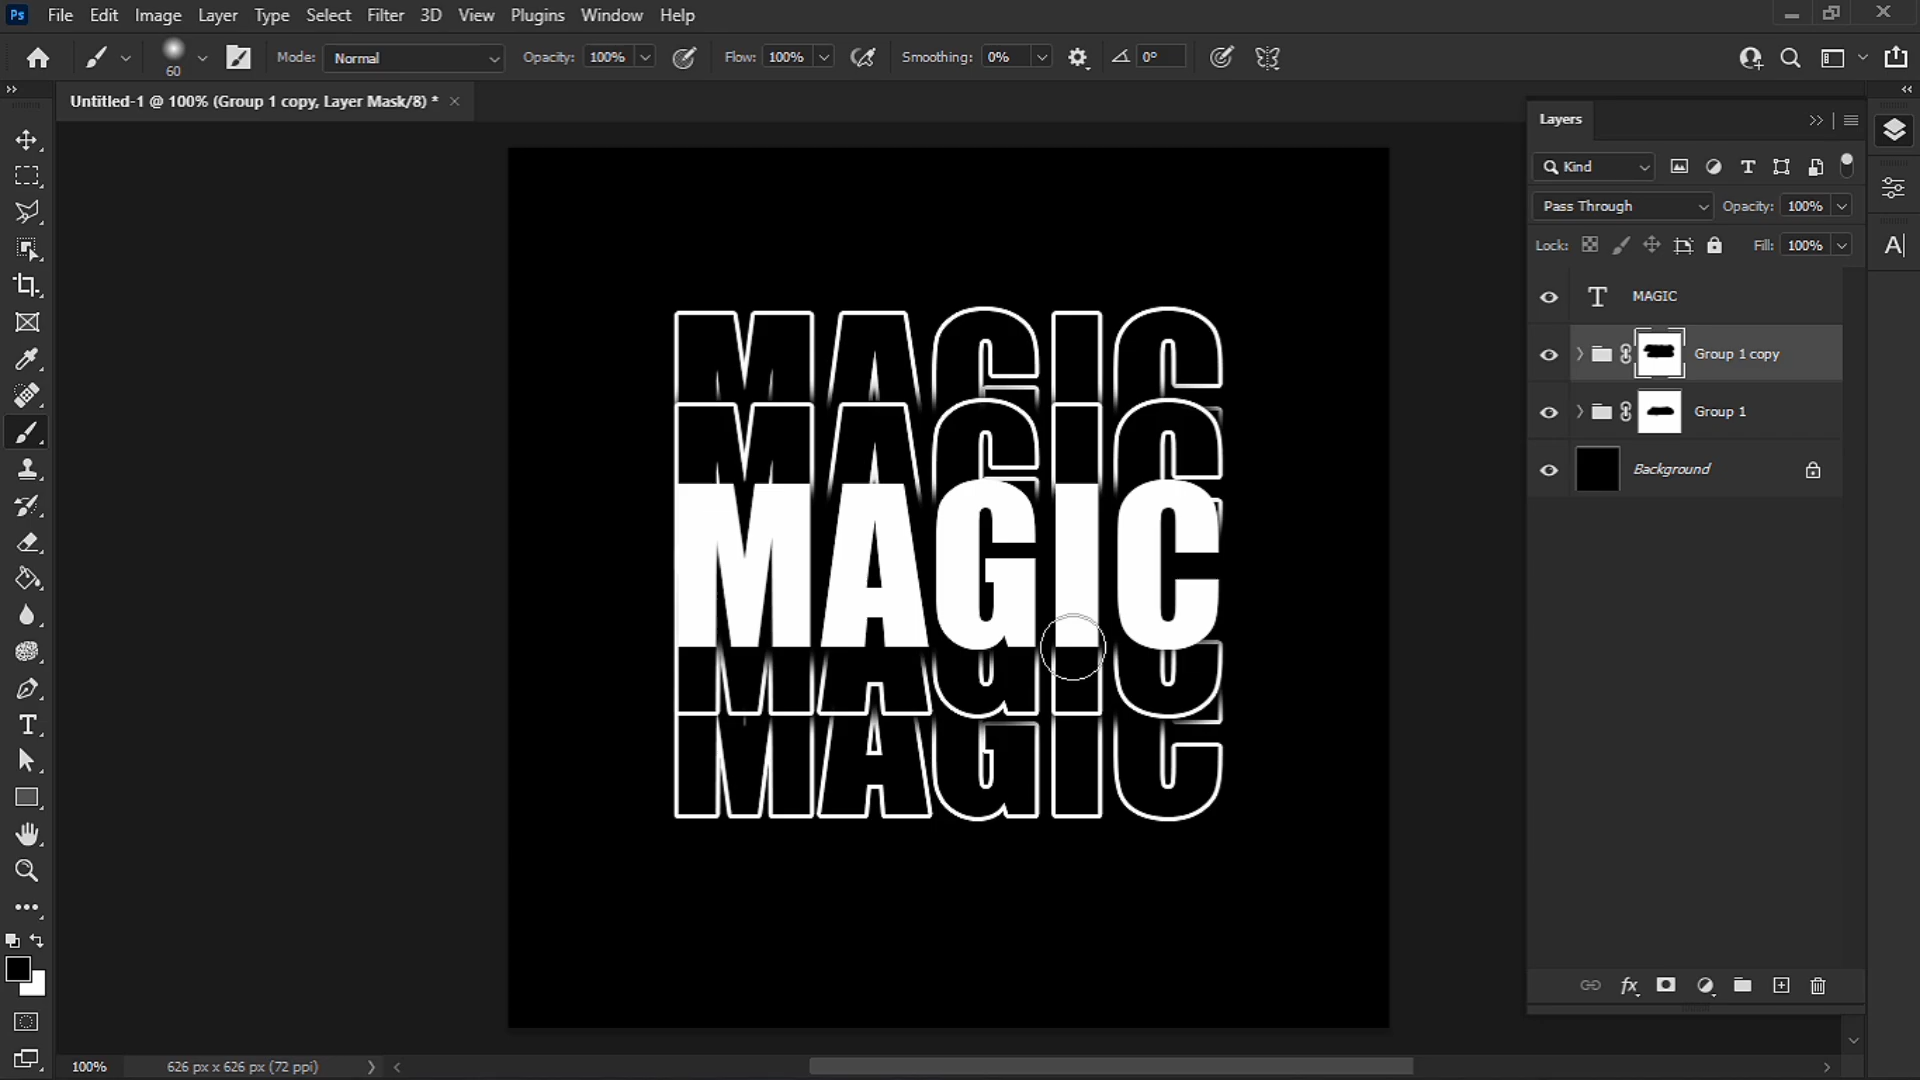 Ps File Edit Image Layer Type Select Filter 3D View Plugins Window Help
60 Mode: Normal Opacity: 100% Flow: 100% Smoothing: 0% 0°
Untitled-1 @ 100% (Group 1 copy, Layer Mask/8) *
Layers
Kind
Pass Through Opacity: 100%
Lock: Fill: 100%
MAGIC
Group 1 copy
Group 1
Background
MAGIC
MAGIC
MAGIC
MAGIC
MAGIC
fx
100% 626 px x 626 px (72 ppi)